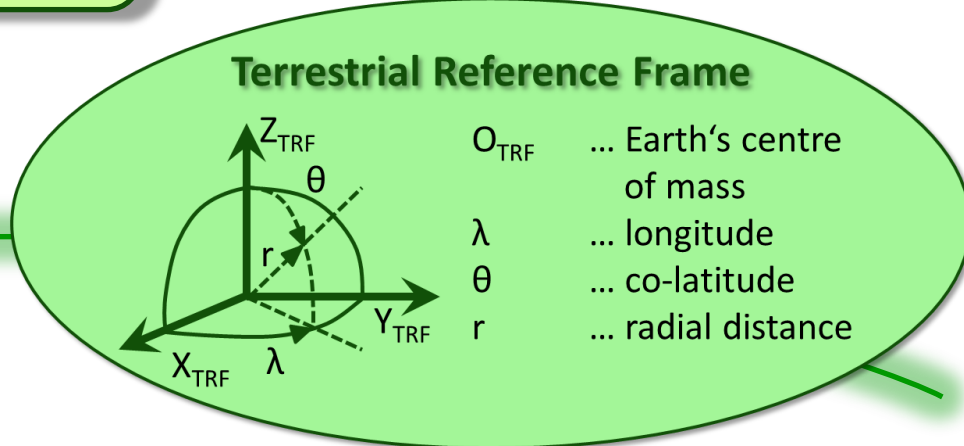 Terrestrial Reference Frame
Z_TRF
θ
r
Y_TRF
X_TRF
λ
O_TRF ... Earth‘s centre
of mass
λ ... longitude
θ ... co-latitude
r ... radial distance